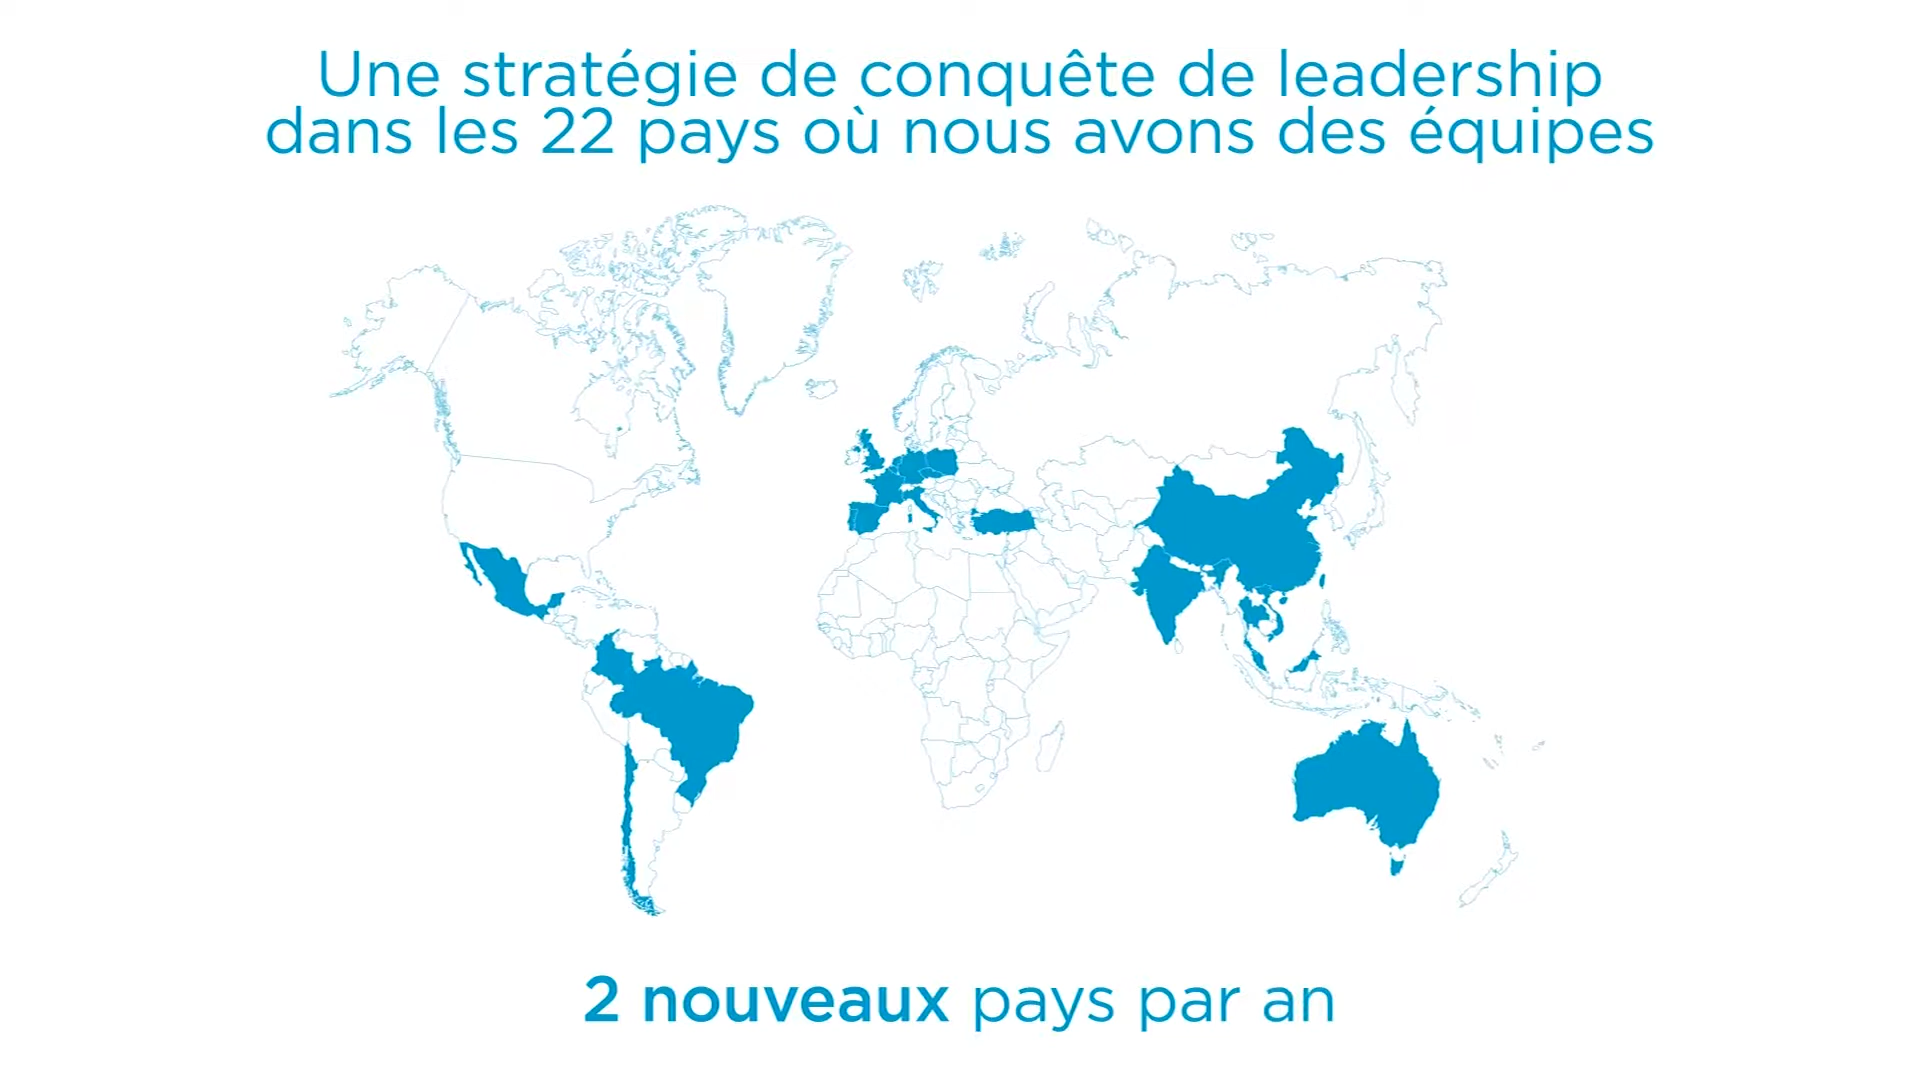 Une stratégie de conquête de leadership
dans les 22 pays où nous avons des équipes
2 nouveaux pays par an